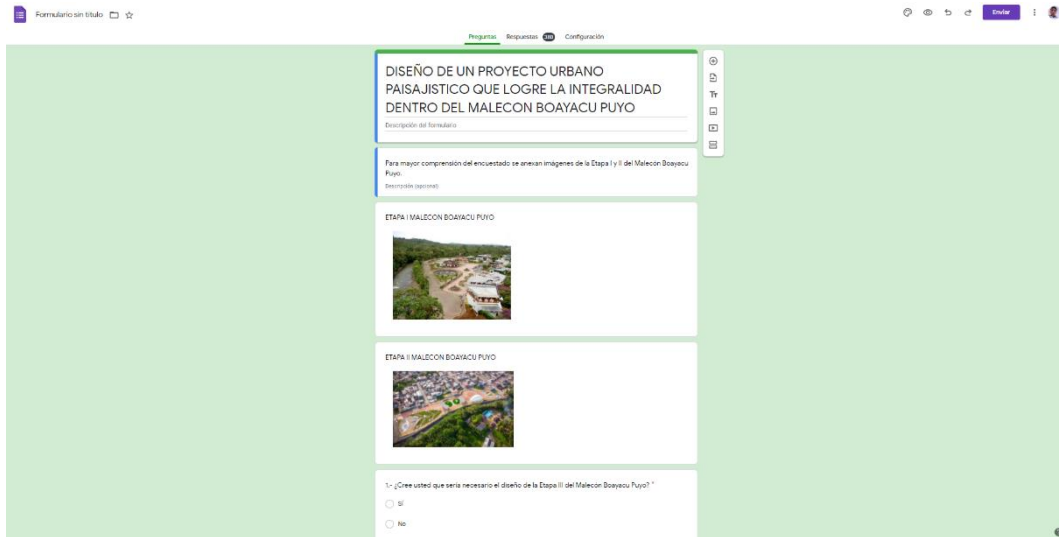 Formulario sin título
Enviar
Preguntas Respuestas Configuración
DISEÑO DE UN PROYECTO URBANO
PAISAJISTICO QUE LOGRE LA INTEGRALIDAD
DENTRO DEL MALECON BOAYACU PUYO
Descripción del formulario
Para mayor comprensión del encuestado se anexan imágenes de la Etapa I y II del Malecón Boayacu
Puyo.
Descripción (opcional)
ETAPA I MALECON BOAYACU PUYO
ETAPA II MALECON BOAYACU PUYO
1.- ¿Cree usted que seria necesario el diseño de la Etapa III del Malecón Boayacu Puyo? *
Sí
No